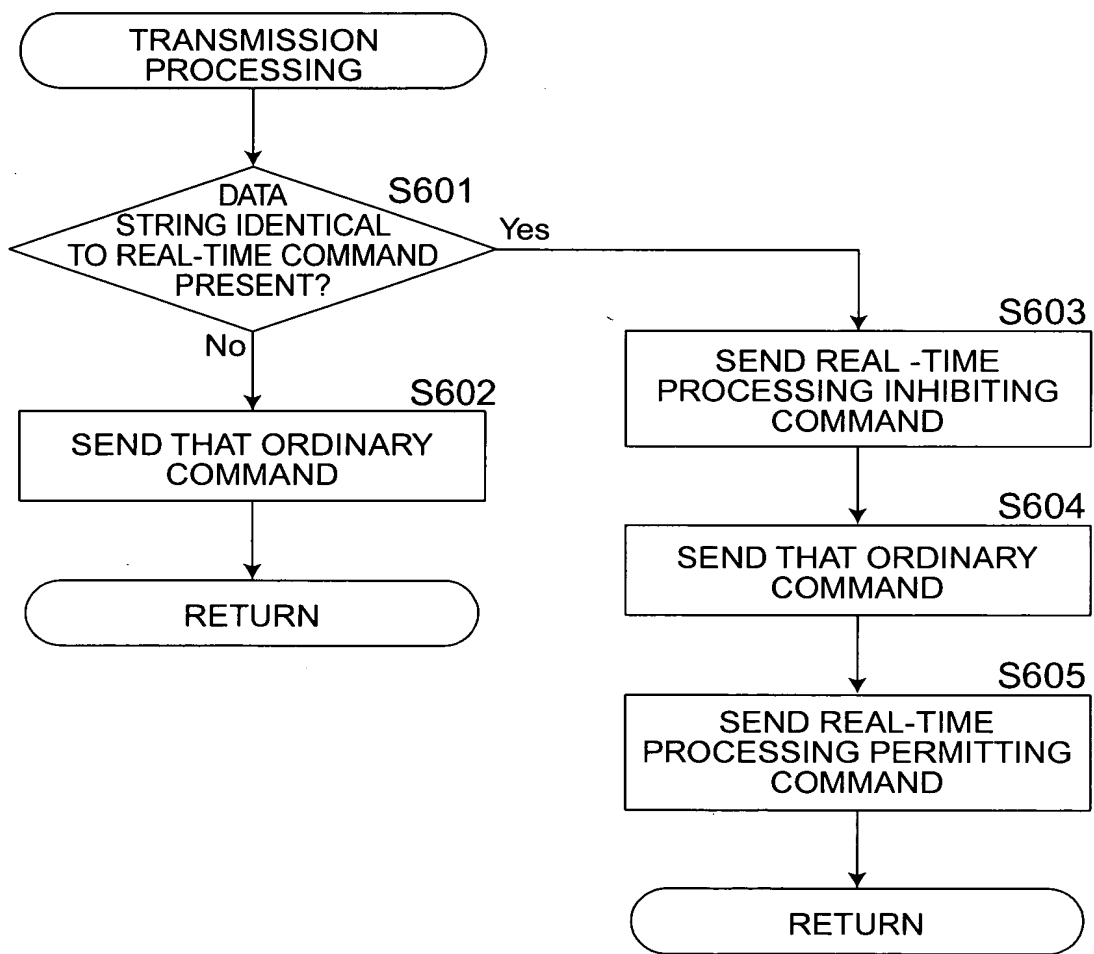 TRANSMISSION
PROCESSING
S601
DATA
STRING IDENTICAL
TO REAL-TIME COMMAND
PRESENT?
Yes
No
S602
SEND THAT ORDINARY
COMMAND
RETURN
S603
SEND REAL -TIME
PROCESSING INHIBITING
COMMAND
S604
SEND THAT ORDINARY
COMMAND
S605
SEND REAL-TIME
PROCESSING PERMITTING
COMMAND
RETURN